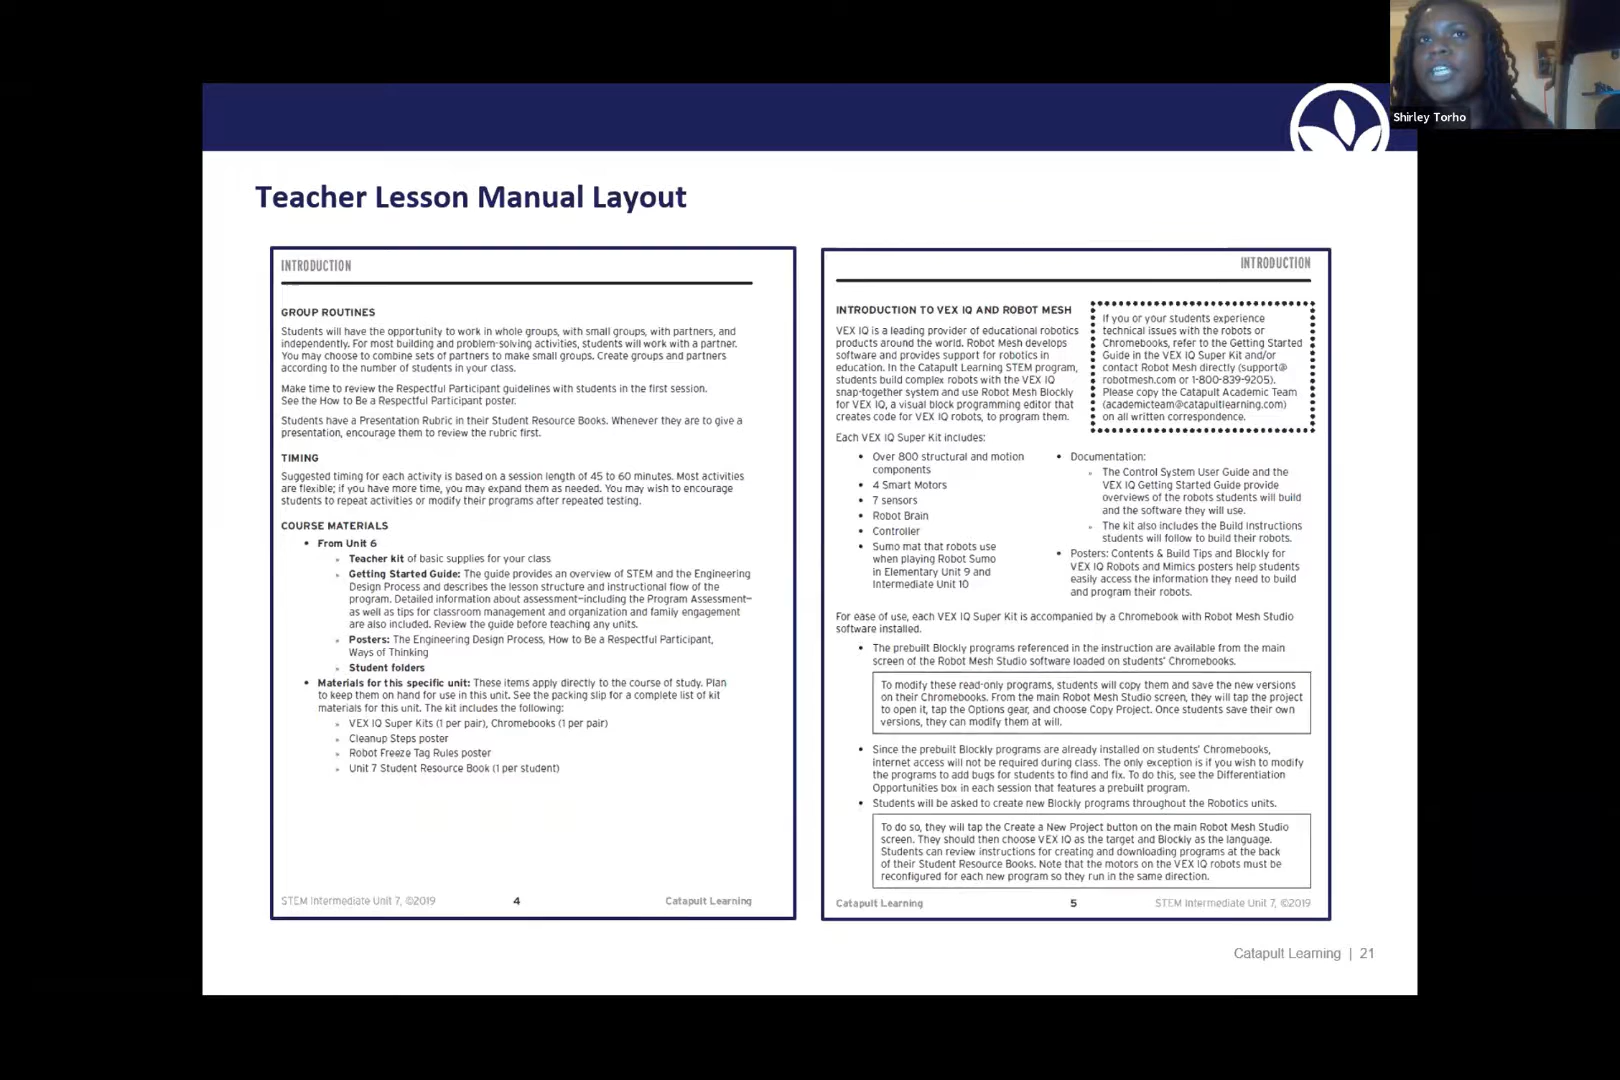 Shirley Torho
Teacher Lesson Manual Layout
INTRODUCTION
GROUP ROUTINES
Students will have the opportunity to work in whole groups, with small groups, with partners, and
independently. For most building and problem-solving activities, students will work with a partner.
You may choose to combine sets of partners to make small groups. Create groups and partners
according to the number of students in your class.
Make time to review the Respectful Participant guidelines with students in the first session.
See the How to Be a Respectful Participant poster.
Students have a Presentation Rubric in their Student Resource Books. Whenever they are to give a
presentation, encourage them to review the rubric first.
TIMING
Suggested timing for each activity is based on a session length of 45 to 60 minutes. Most activities
are flexible; if you have more time, you may expand them as needed. You may wish to encourage
students to repeat activities or modify their programs after repeated testing.
COURSE MATERIALS
• From Unit 6
» Teacher kit of basic supplies for your class
» Getting Started Guide: The guide provides an overview of STEM and the Engineering
Design Process and describes the lesson structure and instructional flow of the
program. Detailed information about assessment—including the Program Assessment—
as well as tips for classroom management and organization and family engagement
are also included. Review the guide before teaching any units.
» Posters: The Engineering Design Process, How to Be a Respectful Participant,
Ways of Thinking
» Student folders
• Materials for this specific unit: These items apply directly to the course of study. Plan
to keep them on hand for use in this unit. See the packing slip for a complete list of kit
materials for this unit. The kit includes the following:
» VEX IQ Super Kits (1 per pair), Chromebooks (1 per pair)
» Cleanup Steps poster
» Robot Freeze Tag Rules poster
» Unit 7 Student Resource Book (1 per student)
STEM Intermediate Unit 7, ©2019
4
Catapult Learning
INTRODUCTION
INTRODUCTION TO VEX IQ AND ROBOT MESH
VEX IQ is a leading provider of educational robotics
products around the world. Robot Mesh develops
software and provides support for robotics in
education. In the Catapult Learning STEM program,
students build complex robots with the VEX IQ
snap-together system and use Robot Mesh Blockly
for VEX IQ, a visual block programming editor that
creates code for VEX IQ robots, to program them.
If you or your students experience
technical issues with the robots or
Chromebooks, refer to the Getting Started
Guide in the VEX IQ Super Kit and/or
contact Robot Mesh directly (support@
robotmesh.com or 1-800-839-9205).
Please copy the Catapult Academic Team
(academicteam@catapultlearning.com)
on all written correspondence.
Each VEX IQ Super Kit includes:
• Over 800 structural and motion
components
• 4 Smart Motors
• 7 sensors
• Robot Brain
• Controller
• Sumo mat that robots use
when playing Robot Sumo
in Elementary Unit 9 and
Intermediate Unit 10
• Documentation:
» The Control System User Guide and the
VEX IQ Getting Started Guide provide
overviews of the robots students will build
and the software they will use.
» The kit also includes the Build Instructions
students will follow to build their robots.
• Posters: Contents & Build Tips and Blockly for
VEX IQ Robots and Mimics posters help students
easily access the information they need to build
and program their robots.
For ease of use, each VEX IQ Super Kit is accompanied by a Chromebook with Robot Mesh Studio
software installed.
• The prebuilt Blockly programs referenced in the instruction are available from the main
screen of the Robot Mesh Studio software loaded on students' Chromebooks.
To modify these read-only programs, students will copy them and save the new versions
on their Chromebooks. From the main Robot Mesh Studio screen, they will tap the project
to open it, tap the Options gear, and choose Copy Project. Once students save their own
versions, they can modify them at will.
• Since the prebuilt Blockly programs are already installed on students' Chromebooks,
internet access will not be required during class. The only exception is if you wish to modify
the programs to add bugs for students to find and fix. To do this, see the Differentiation
Opportunities box in each session that features a prebuilt program.
• Students will be asked to create new Blockly programs throughout the Robotics units.
To do so, they will tap the Create a New Project button on the main Robot Mesh Studio
screen. They should then choose VEX IQ as the target and Blockly as the language.
Students can review instructions for creating and downloading programs at the back
of their Student Resource Books. Note that the motors on the VEX IQ robots must be
reconfigured for each new program so they run in the same direction.
Catapult Learning
5
STEM Intermediate Unit 7, ©2019
Catapult Learning | 21